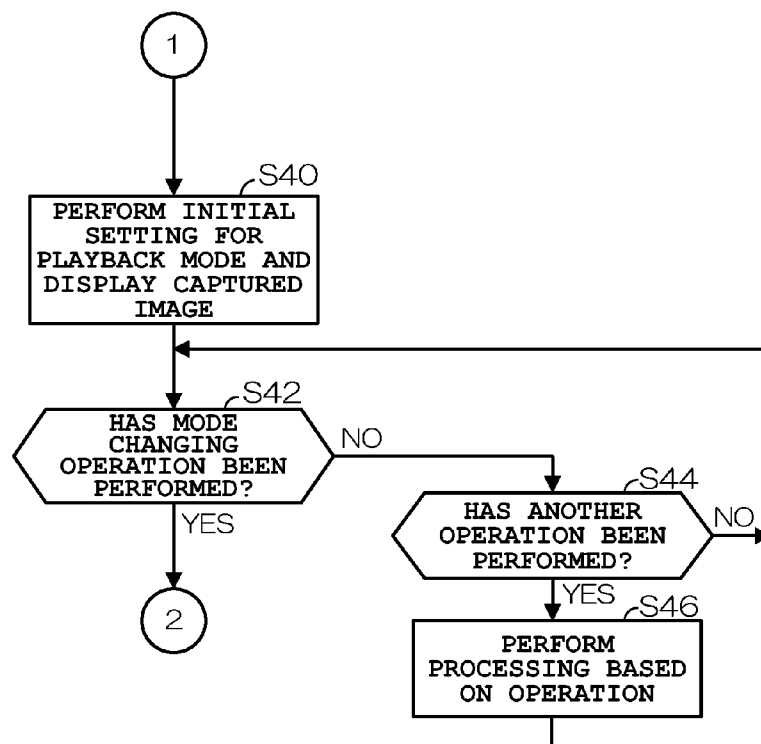 1
S40
PERFORM INITIAL
SETTING FOR
PLAYBACK MODE AND
DISPLAY CAPTURED
IMAGE
S42
HAS MODE
CHANGING
OPERATION BEEN
PERFORMED?
NO
YES
2
S44
HAS ANOTHER
OPERATION BEEN
PERFORMED?
NO
YES
S46
PERFORM
PROCESSING BASED
ON OPERATION